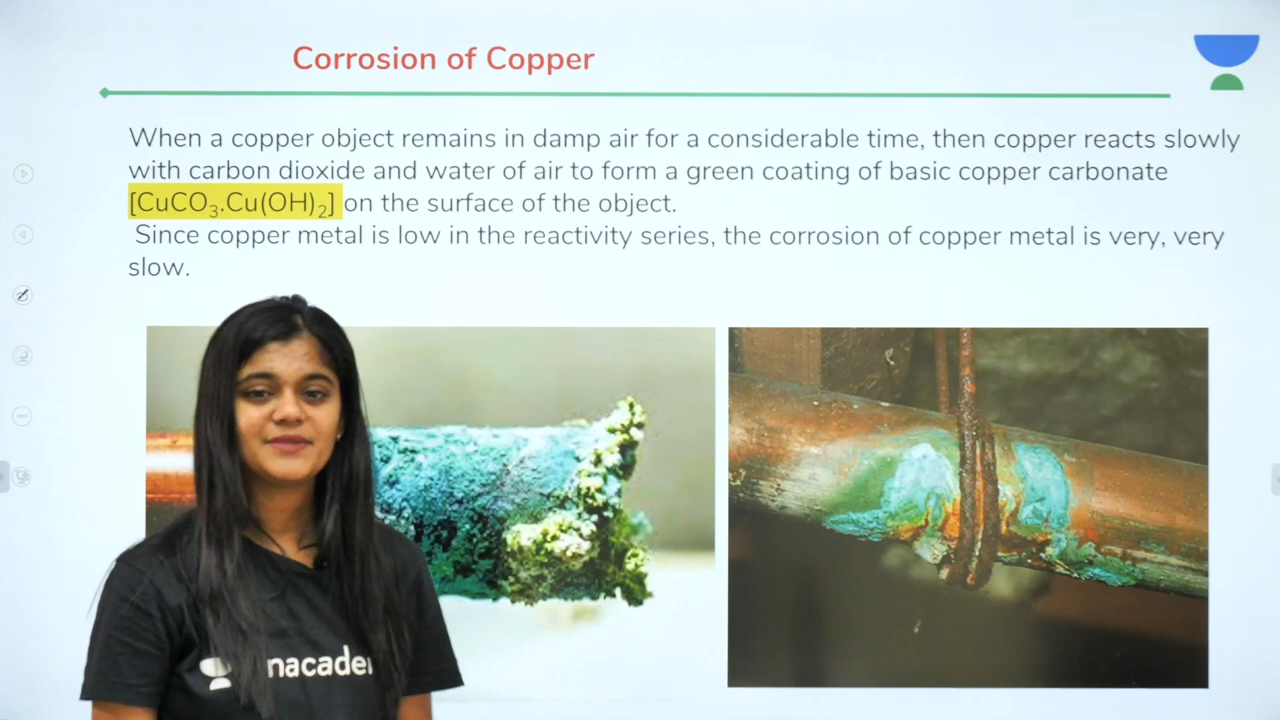 Corrosion of Copper
When a copper object remains in damp air for a considerable time, then copper reacts slowly
with carbon dioxide and water of air to form a green coating of basic copper carbonate
[CuCO₃.Cu(OH)₂] on the surface of the object.
Since copper metal is low in the reactivity series, the corrosion of copper metal is very, very
slow.
nacade